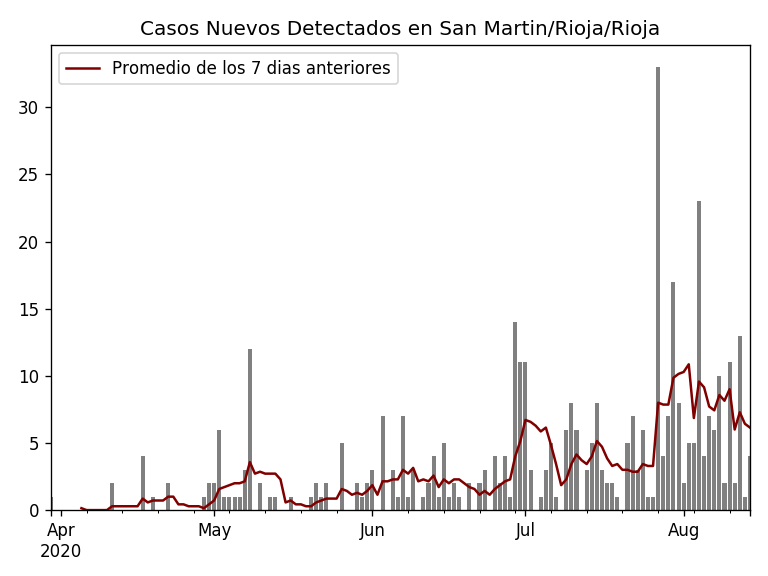 Casos Nuevos Detectados en San Martin/Rioja/Rioja
Promedio de los 7 dias anteriores
30
25
20
15
10
5
0
Apr May Jun Jul Aug
2020